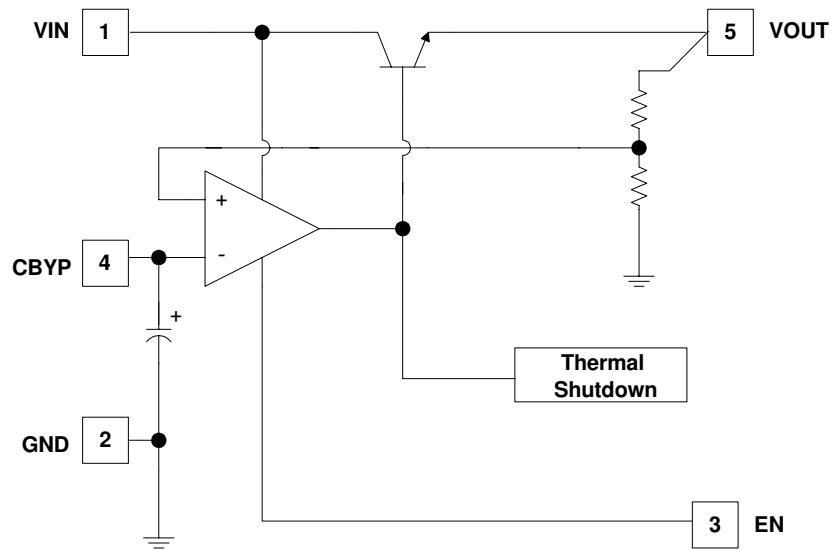 VIN 1
5 VOUT
+
CBYP 4
-
+
Thermal
Shutdown
GND 2
3 EN